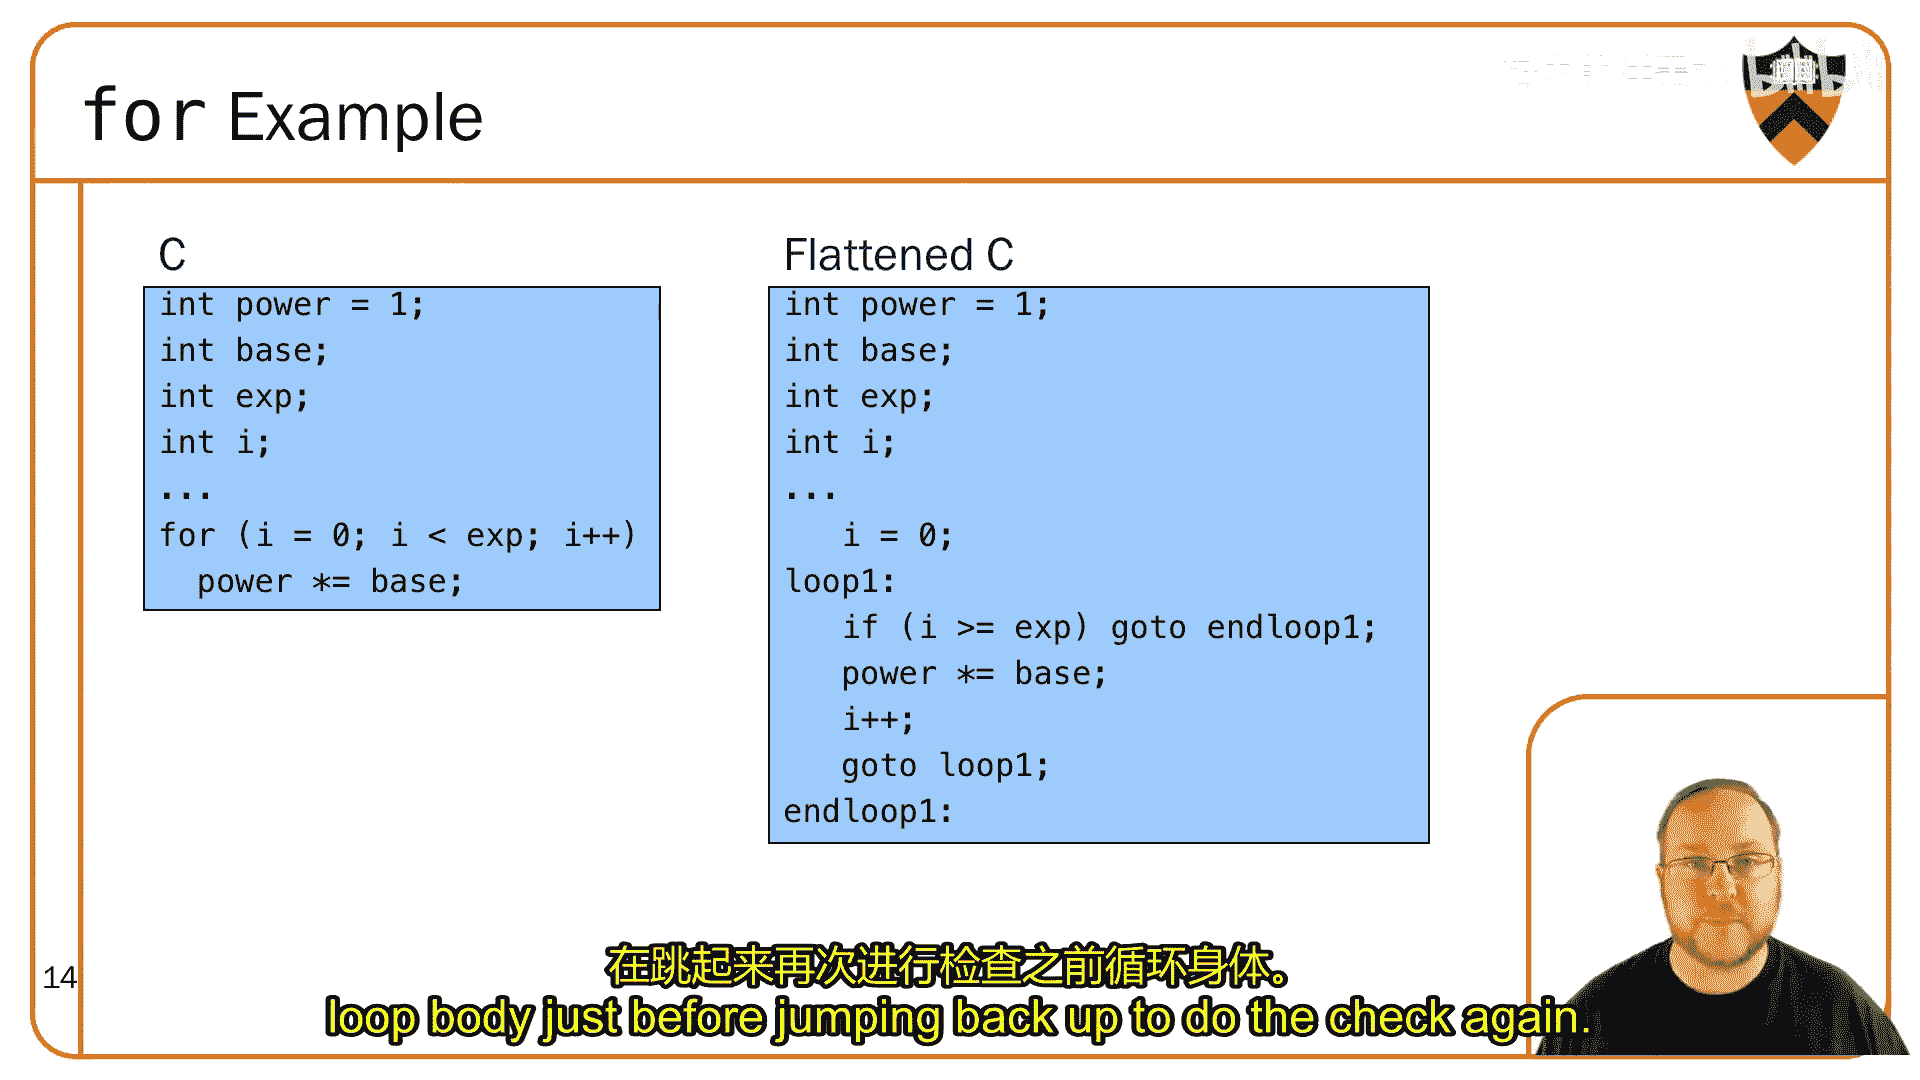 for Example
C
int power = 1;
int base;
int exp;
int i;
...
for (i = 0; i < exp; i++)
  power *= base;
Flattened C
int power = 1;
int base;
int exp;
int i;
...
   i = 0;
loop1:
   if (i >= exp) goto endloop1;
   power *= base;
   i++;
   goto loop1;
endloop1:
14
在跳起来再次进行检查之前循环身体。
loop body just before jumping back up to do the check again.